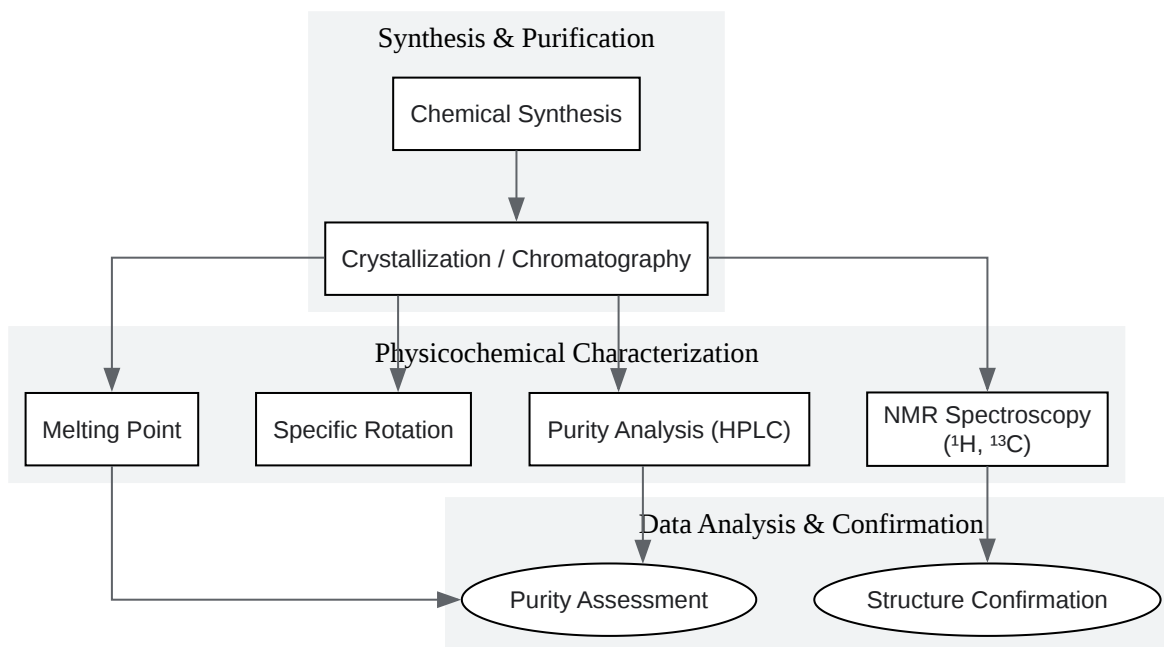 Synthesis & Purification
Chemical Synthesis
Crystallization / Chromatography
Physicochemical Characterization
Melting Point
Specific Rotation
Purity Analysis (HPLC)
NMR Spectroscopy
(¹H, ¹³C)
Data Analysis & Confirmation
Purity Assessment
Structure Confirmation